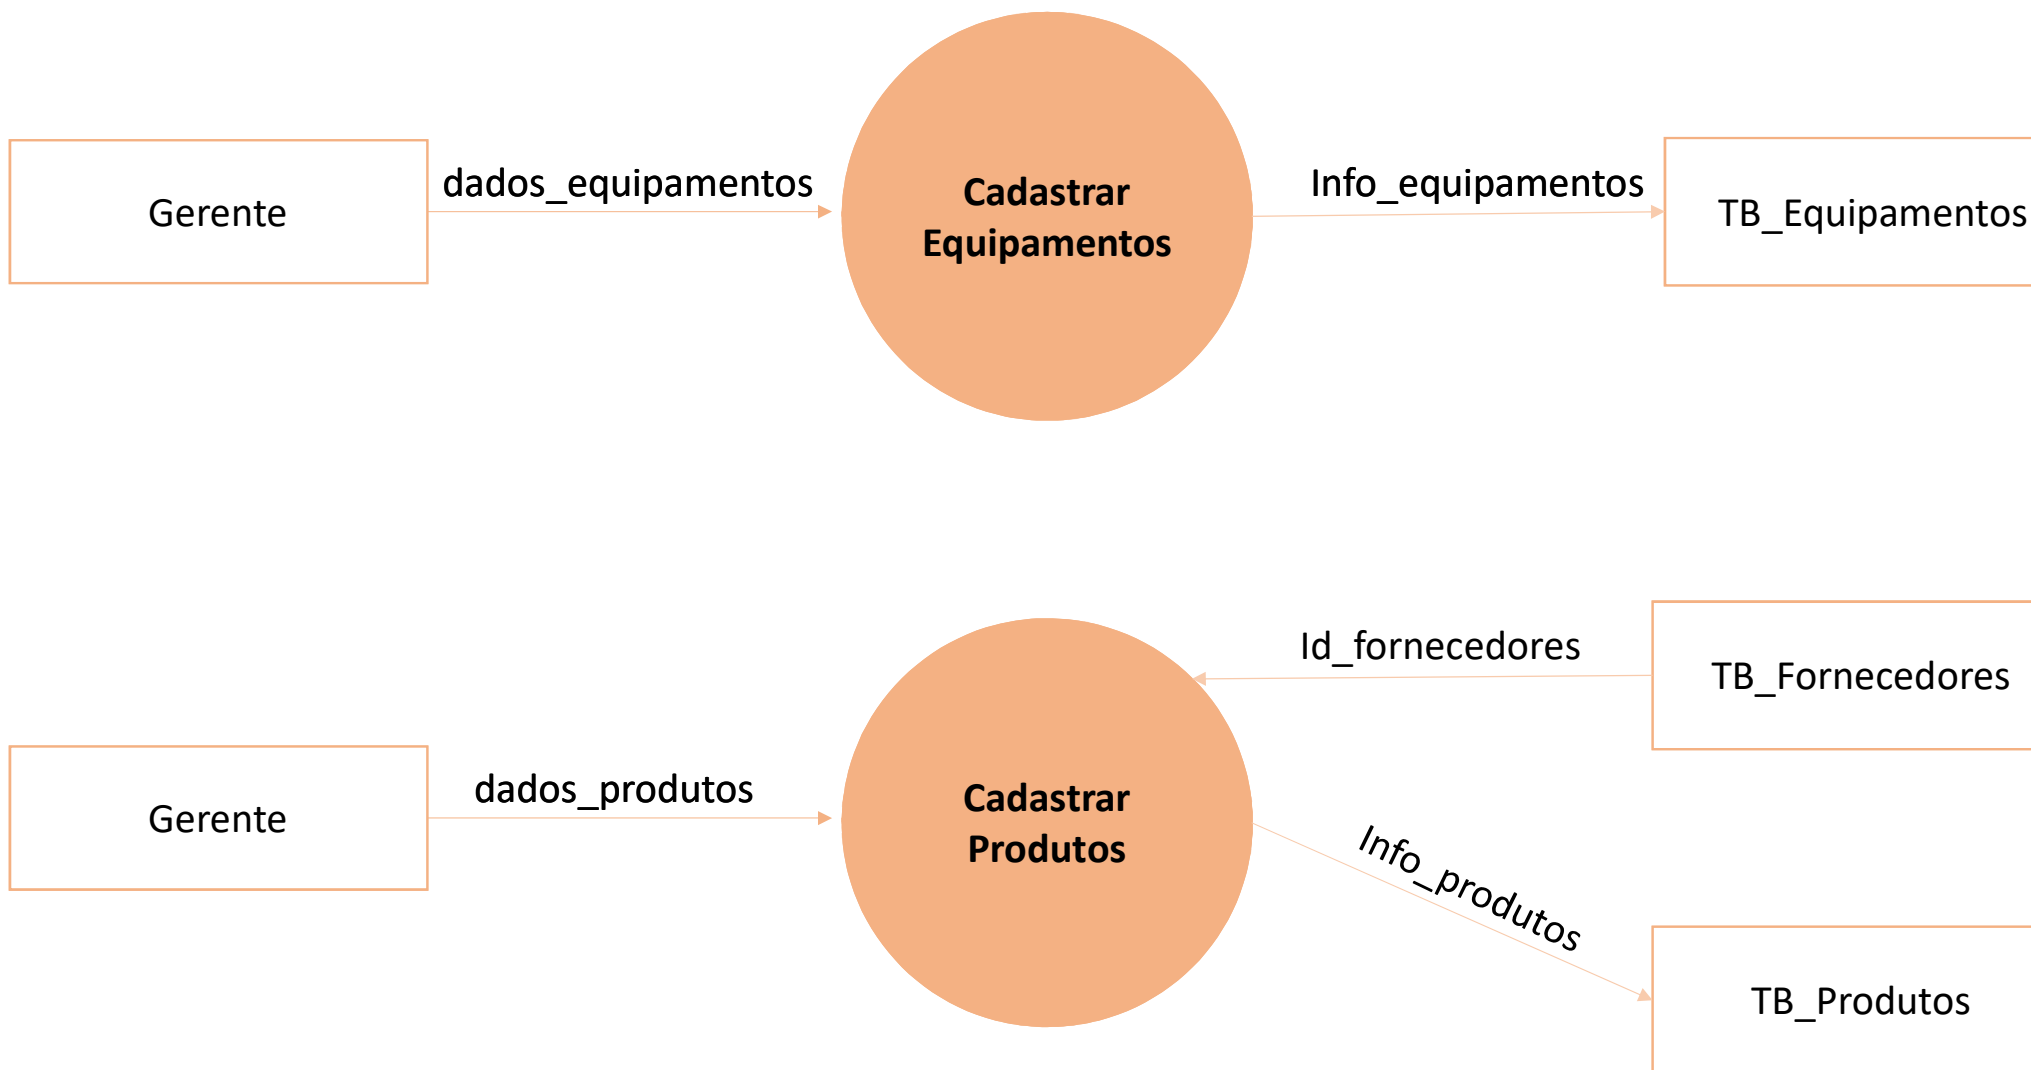 Gerente
dados_equipamentos
Cadastrar
Equipamentos
Info_equipamentos
TB_Equipamentos
Gerente
dados_produtos
Cadastrar
Produtos
Id_fornecedores
TB_Fornecedores
Info_produtos
TB_Produtos